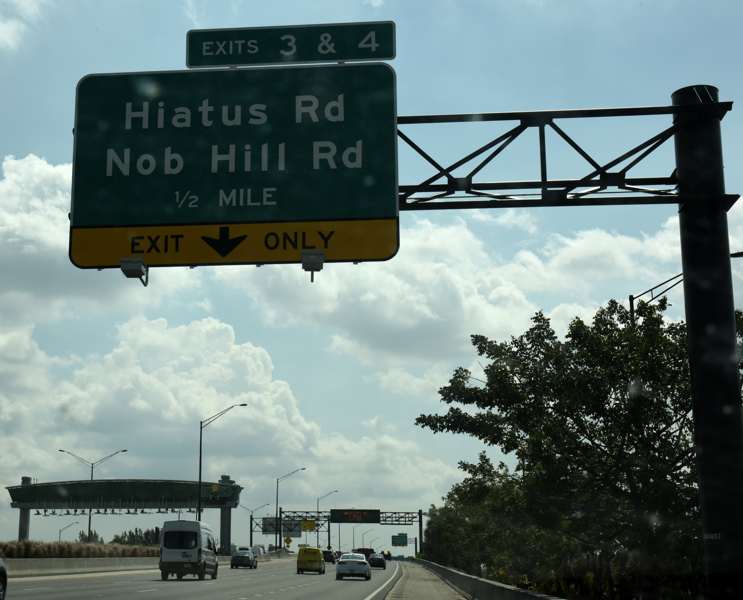 EXITS 3 & 4
Hiatus Rd
Nob Hill Rd
½ MILE
EXIT ONLY